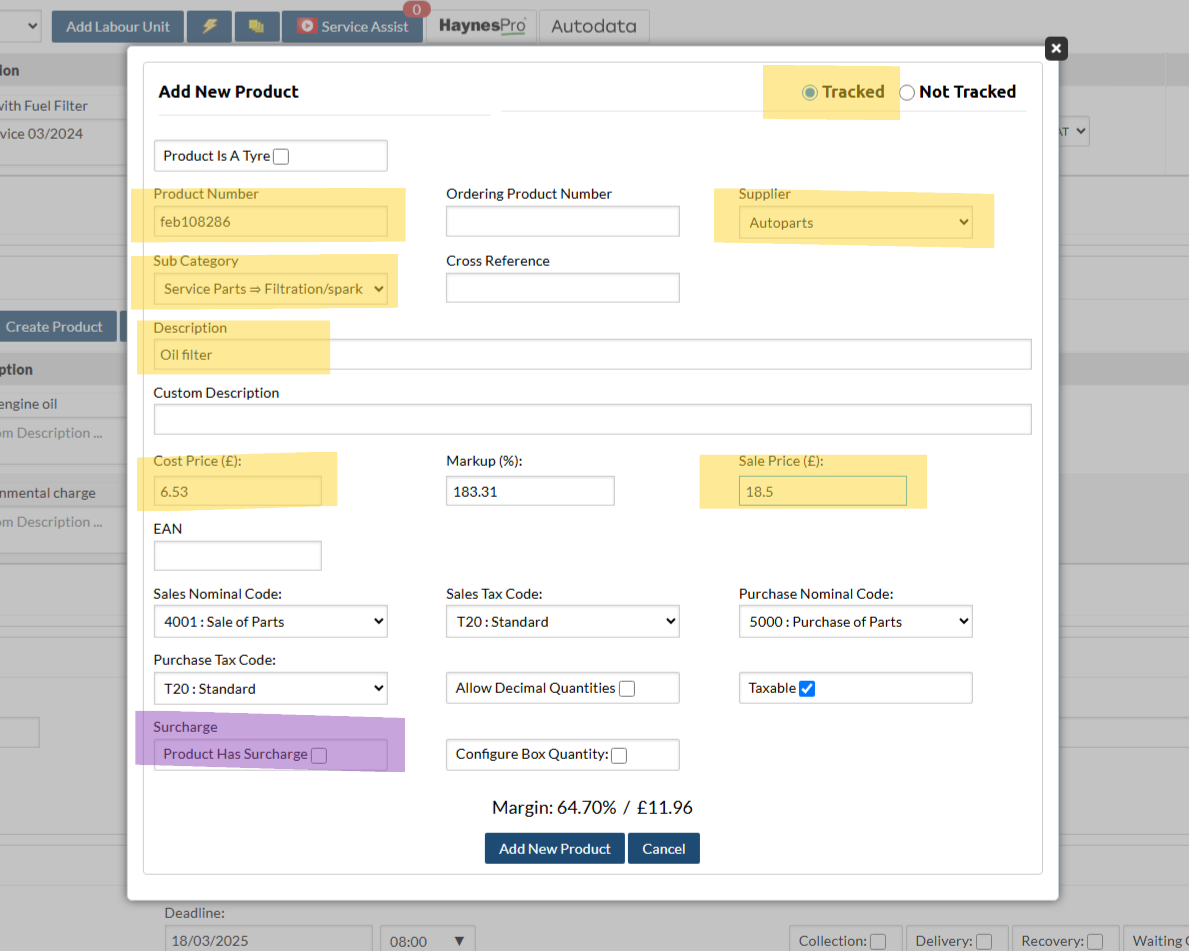 0
Add Labour Unit
Service Assist
HaynesPro
Autodata
ion
with Fuel Filter
vice 03/2024
AT
Create Product
ption
engine oil
om Description ...
nmental charge
om Description ...
Add New Product
Tracked
Not Tracked
Product Is A Tyre
Product Number
Ordering Product Number
Supplier
feb108286
Autoparts
Sub Category
Cross Reference
Service Parts ⇒ Filtration/spark
Description
Oil filter
Custom Description
Cost Price (£):
Markup (%):
Sale Price (£):
6.53
183.31
18.5
EAN
Sales Nominal Code:
Sales Tax Code:
Purchase Nominal Code:
4001 : Sale of Parts
T20 : Standard
5000 : Purchase of Parts
Purchase Tax Code:
T20 : Standard
Allow Decimal Quantities
Taxable
Surcharge
Product Has Surcharge
Configure Box Quantity:
Margin: 64.70% / £11.96
Add New Product
Cancel
Deadline:
18/03/2025
08:00
Collection:
Delivery:
Recovery:
Waiting